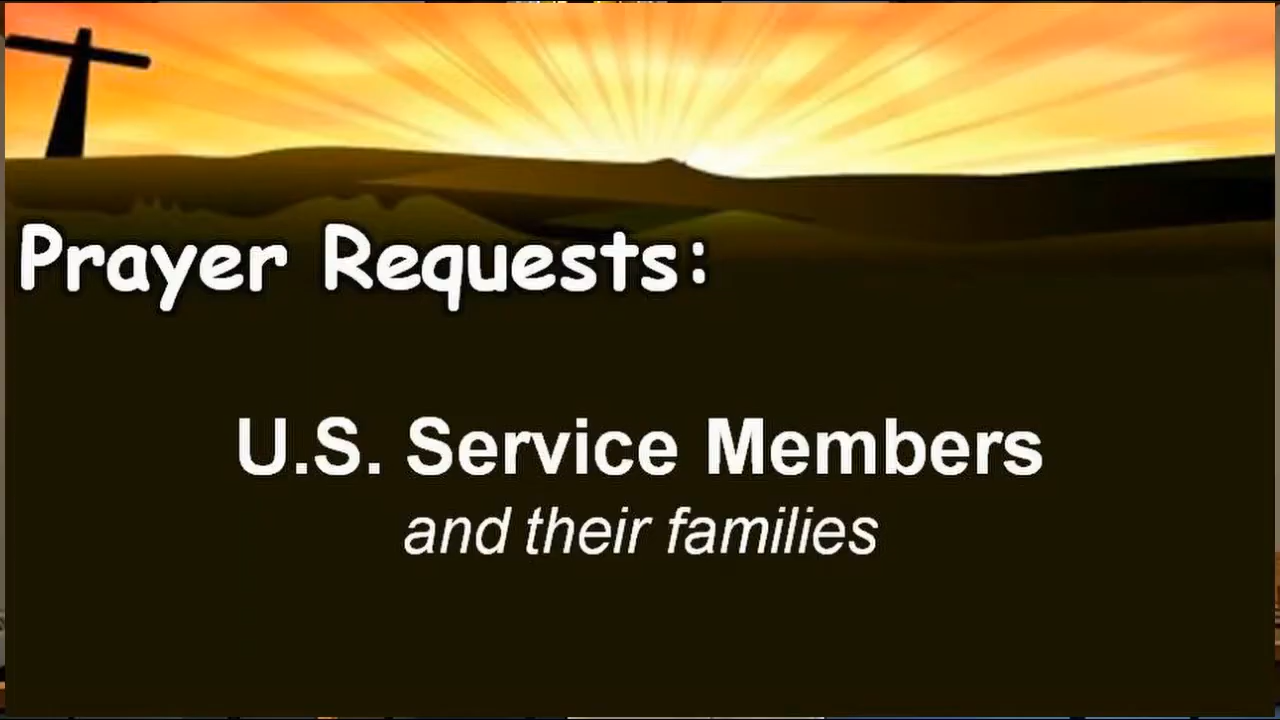 Prayer Requests:
U.S. Service Members
and their families